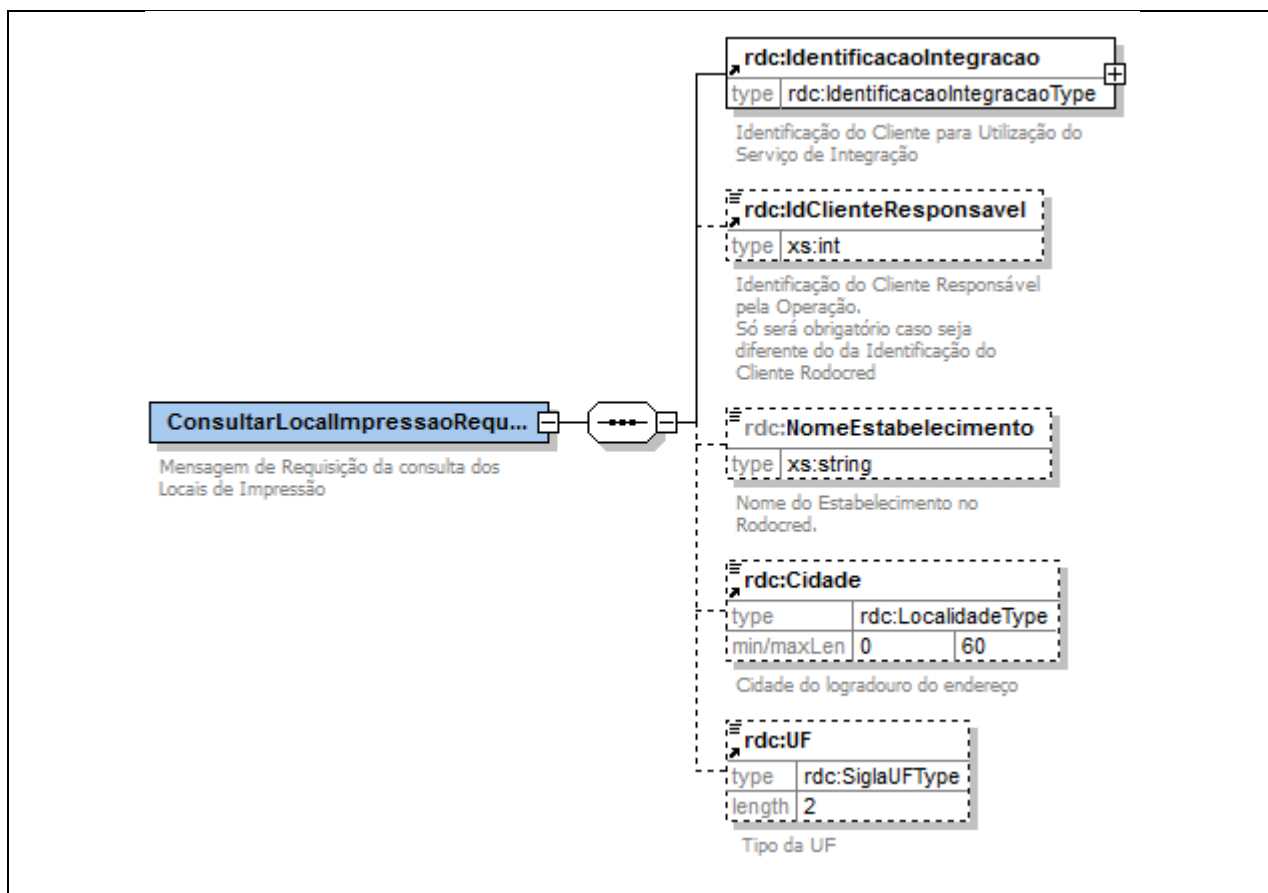 rdc:IdentificacaoIntegracao
type rdc:IdentificacaoIntegracaoType
Identificação do Cliente para Utilização do
Serviço de Integração
rdc:IdClienteResponsavel
type xs:int
Identificação do Cliente Responsável
pela Operação.
Só será obrigatório caso seja
diferente do da Identificação do
Cliente Rodocred
ConsultarLocalImpressaoRequ...
Mensagem de Requisição da consulta dos
Locais de Impressão
rdc:NomeEstabelecimento
type xs:string
Nome do Estabelecimento no
Rodocred.
rdc:Cidade
type rdc:LocalidadeType
min/maxLen 0 60
Cidade do logradouro do endereço
rdc:UF
type rdc:SiglaUFType
length 2
Tipo da UF